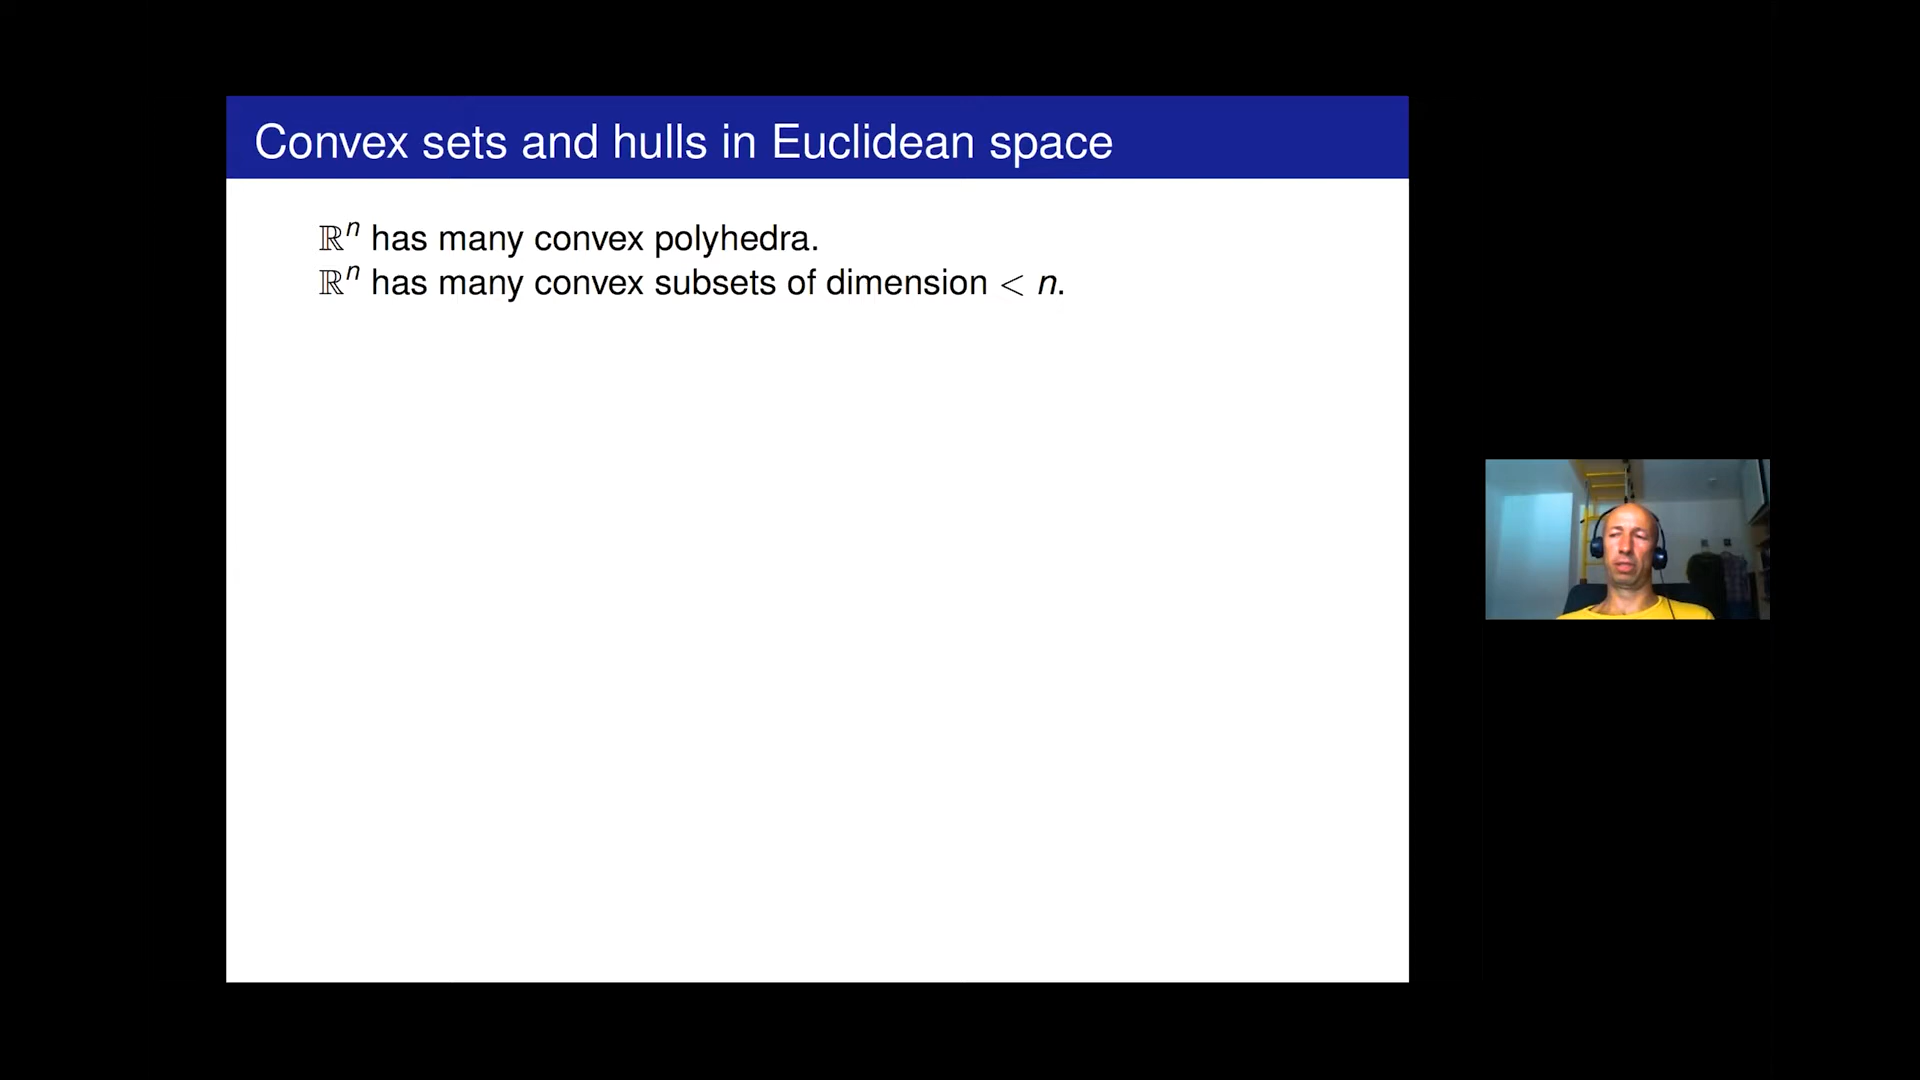 Convex sets and hulls in Euclidean space
ℝⁿ has many convex polyhedra.
ℝⁿ has many convex subsets of dimension < n.